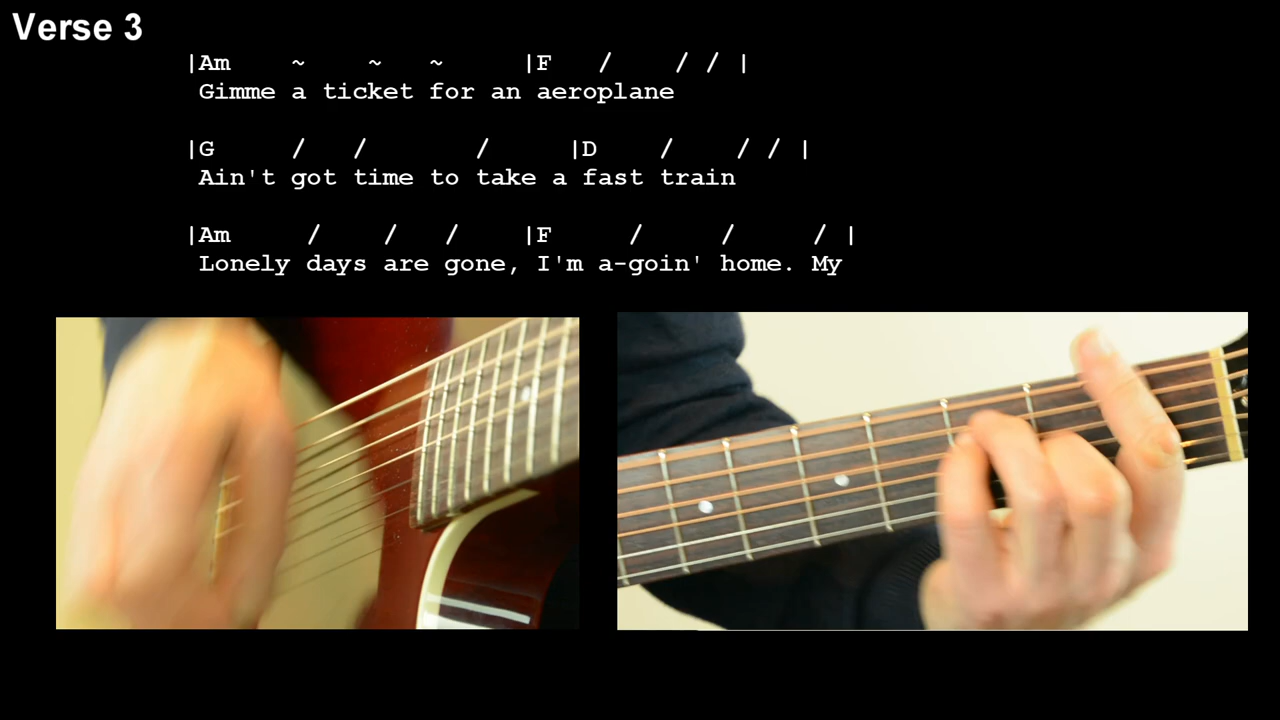 Verse 3
|Am    ~    ~   ~     |F   /    / / |
Gimme a ticket for an aeroplane
|G     /   /       /     |D    /    / / |
Ain't got time to take a fast train
|Am     /    /   /    |F     /     /     / |
Lonely days are gone, I'm a-goin' home. My